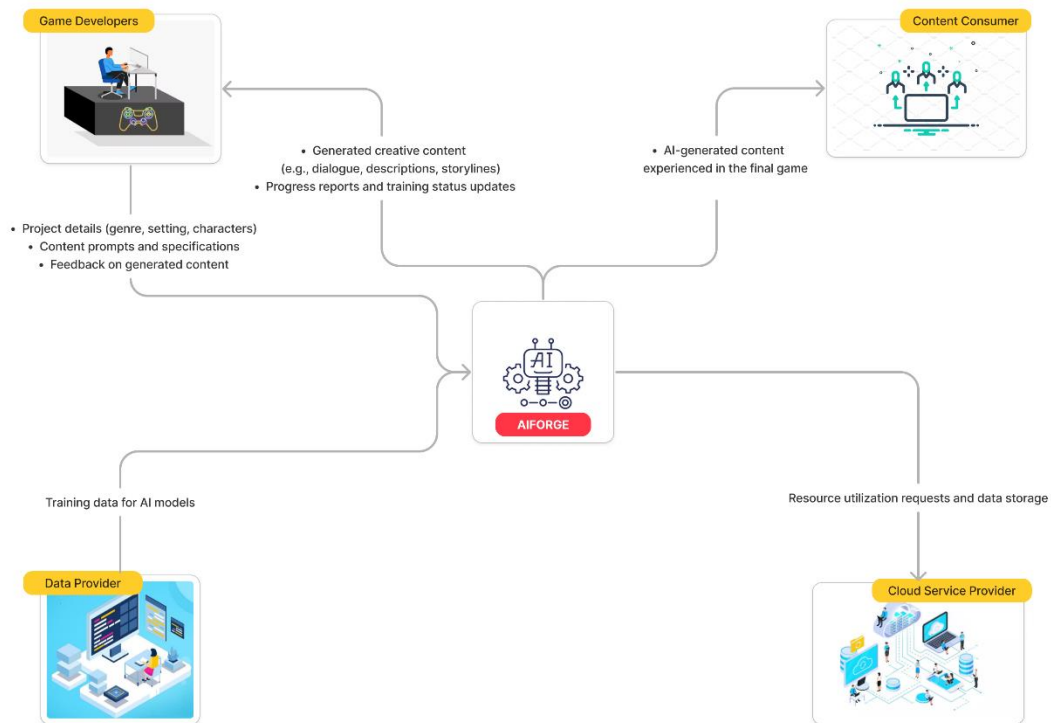 Game Developers
Content Consumer
• Generated creative content
(e.g., dialogue, descriptions, storylines)
• Progress reports and training status updates
• AI-generated content
experienced in the final game
• Project details (genre, setting, characters)
• Content prompts and specifications
• Feedback on generated content
AI
AIFORGE
Training data for AI models
Resource utilization requests and data storage
Data Provider
Cloud Service Provider